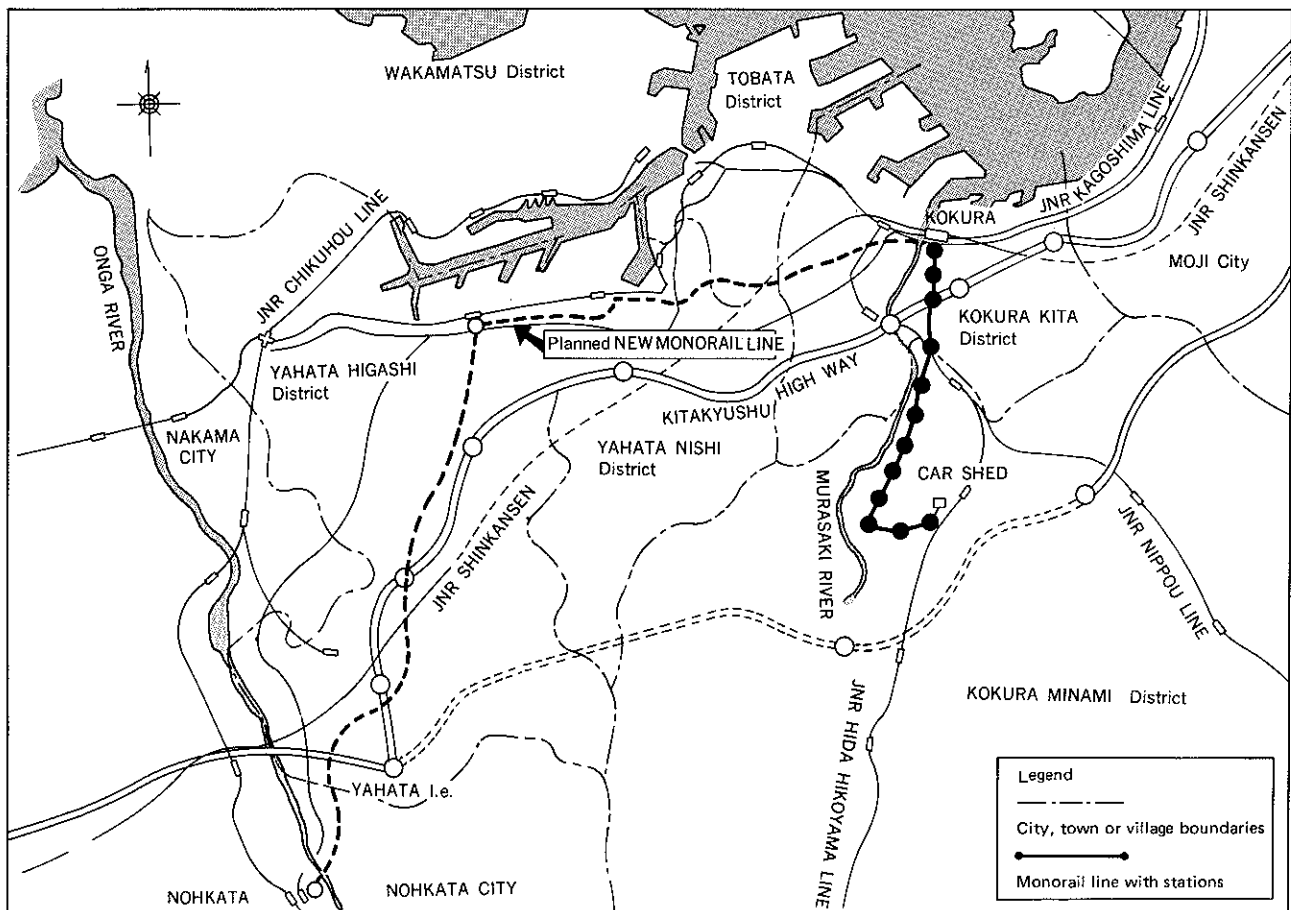 WAKAMATSU District
TOBATA
District
JNR KAGOSHIMA LINE
JNR SHINKANSEN
KOKURA
MOJI City
ONGA RIVER
JNR CHIKUHOU LINE
KOKURA KITA
District
Planned NEW MONORAIL LINE
YAHATA HIGASHI
District
KITAKYUSHU HIGH WAY
NAKAMA
CITY
YAHATA NISHI
District
CAR SHED
JNR SHINKANSEN
MURASAKI RIVER
JNR NIPPOU LINE
KOKURA MINAMI District
JNR HIDA HIKOYAMA LINE
YAHATA I.e.
NOHKATA
NOHKATA CITY
Legend
City, town or village boundaries
Monorail line with stations